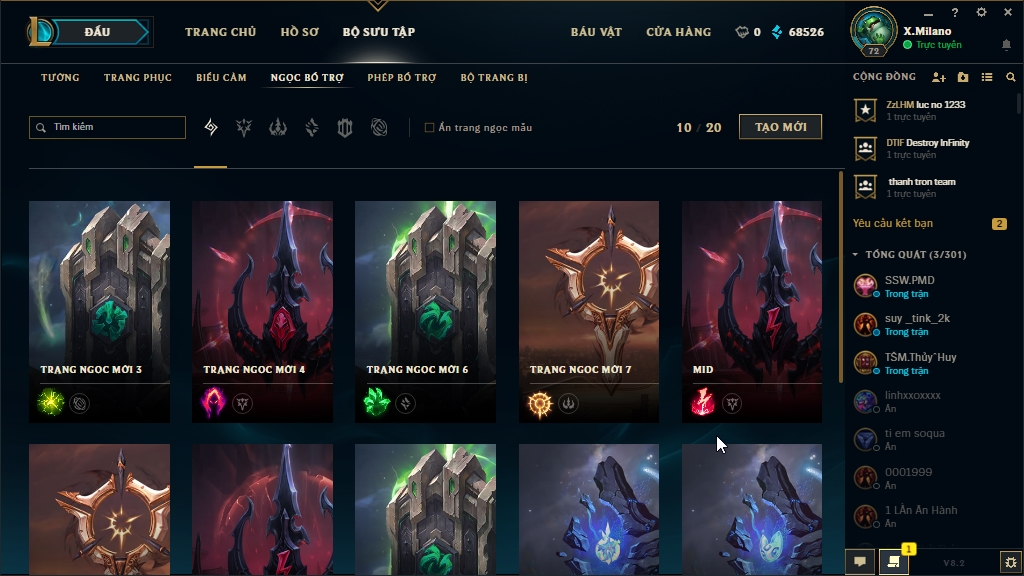 ĐẤU
TRANG CHỦ
HỒ SƠ
BỘ SƯU TẬP
BÁU VẬT
CỬA HÀNG
0
68526
72
X.Milano
Trực tuyến
TƯỚNG
TRANG PHỤC
BIỂU CẢM
NGỌC BỔ TRỢ
PHÉP BỔ TRỢ
BỘ TRANG BỊ
CỘNG ĐỒNG
Tìm kiếm
Ẩn trang ngọc mẫu
10 / 20
TẠO MỚI
ZzLHM luc no 1233
1 trực tuyến
DTIF Destroy InFinity
1 trực tuyến
thanh tron team
1 trực tuyến
Yêu cầu kết bạn
2
TỔNG QUÁT (3/301)
SSW.PMD
Trong trận
suy _tink_2k
Trong trận
TŠM.Thủy^Huy
Trong trận
linhxxoxxxx
Ẩn
ti em soqua
Ẩn
0001999
Ẩn
1 LẦn Ân Hành
Ẩn
TRANG NGỌC MỚI 3
TRANG NGỌC MỚI 4
TRANG NGỌC MỚI 6
TRANG NGỌC MỚI 7
MID
1
V8.2